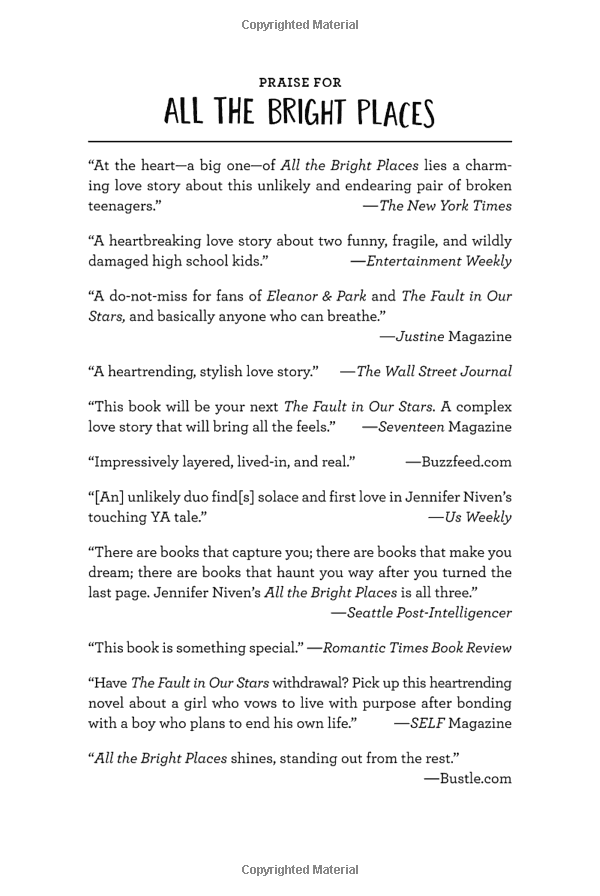 Copyrighted Material
PRAISE FOR
ALL THE BRIGHT PLACES
“At the heart—a big one—of All the Bright Places lies a charm-
ing love story about this unlikely and endearing pair of broken
teenagers.” —The New York Times
“A heartbreaking love story about two funny, fragile, and wildly
damaged high school kids.” —Entertainment Weekly
“A do-not-miss for fans of Eleanor & Park and The Fault in Our
Stars, and basically anyone who can breathe.”
—Justine Magazine
“A heartrending, stylish love story.” —The Wall Street Journal
“This book will be your next The Fault in Our Stars. A complex
love story that will bring all the feels.” —Seventeen Magazine
“Impressively layered, lived-in, and real.” —Buzzfeed.com
“[An] unlikely duo find[s] solace and first love in Jennifer Niven’s
touching YA tale.” —Us Weekly
“There are books that capture you; there are books that make you
dream; there are books that haunt you way after you turned the
last page. Jennifer Niven’s All the Bright Places is all three.”
—Seattle Post-Intelligencer
“This book is something special.” —Romantic Times Book Review
“Have The Fault in Our Stars withdrawal? Pick up this heartrending
novel about a girl who vows to live with purpose after bonding
with a boy who plans to end his own life.” —SELF Magazine
“All the Bright Places shines, standing out from the rest.”
—Bustle.com
Copyrighted Material